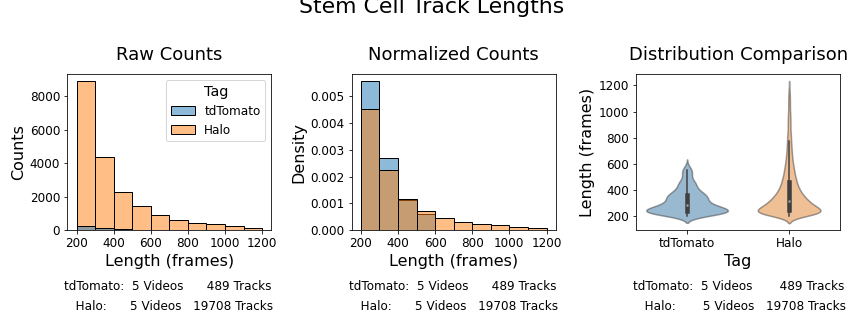 Stem Cell Track Lengths
Raw Counts
Counts
8000
6000
4000
2000
0
200 400 600 800 1000 1200
Length (frames)
Tag
tdTomato
Halo
tdTomato: 5 Videos 489 Tracks
Halo: 5 Videos 19708 Tracks
Normalized Counts
Density
0.005
0.004
0.003
0.002
0.001
0.000
200 400 600 800 1000 1200
Length (frames)
tdTomato: 5 Videos 489 Tracks
Halo: 5 Videos 19708 Tracks
Distribution Comparison
Length (frames)
1200
1000
800
600
400
200
tdTomato Halo
Tag
tdTomato: 5 Videos 489 Tracks
Halo: 5 Videos 19708 Tracks